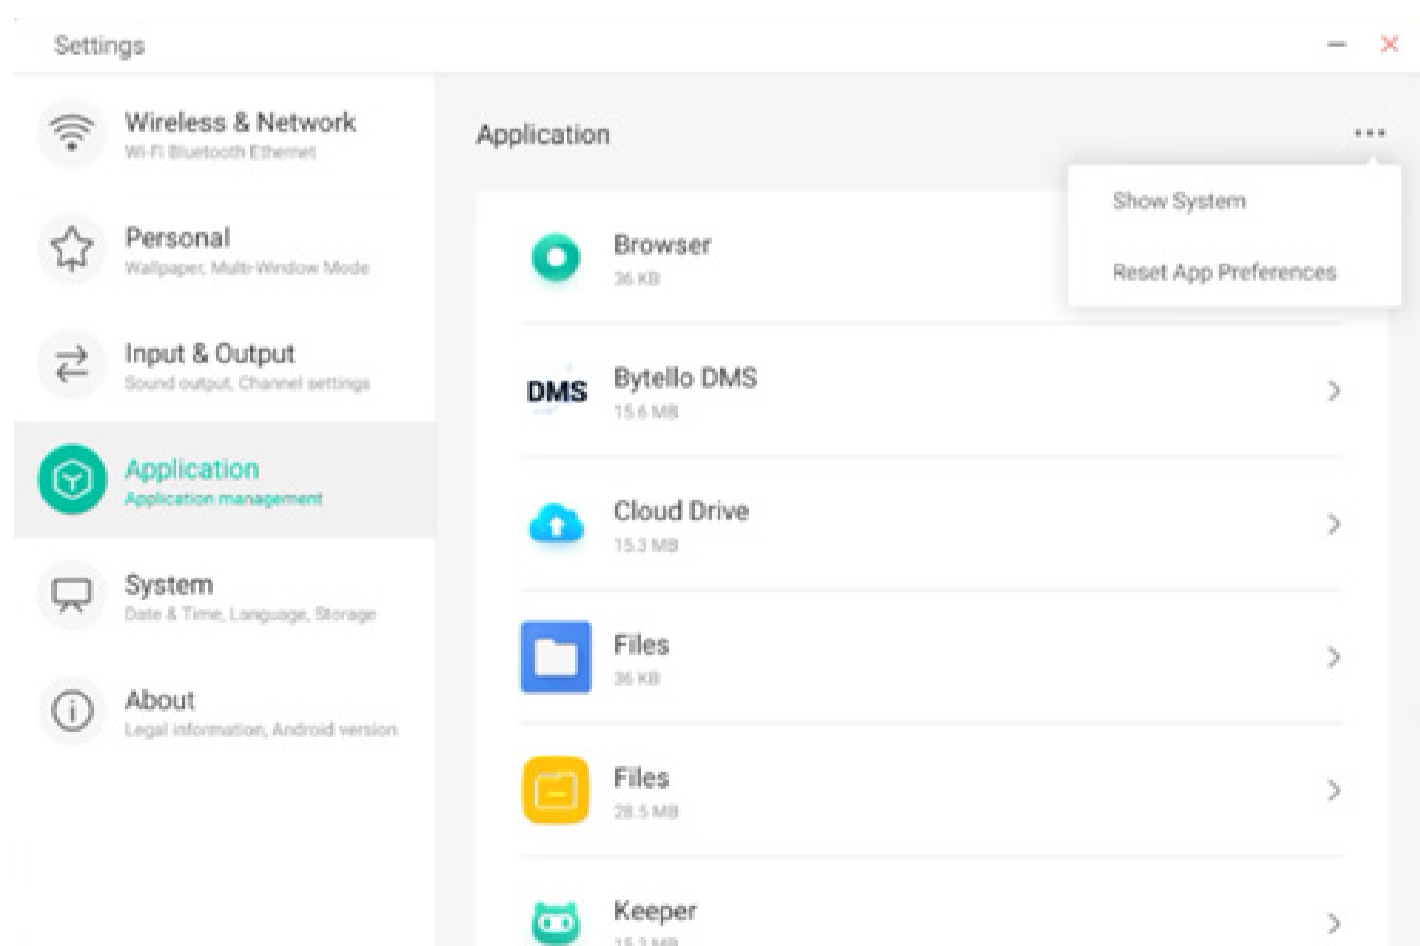 Settings
Wireless & Network
Wi-Fi Bluetooth Ethernet
Personal
Wallpaper, Multi-Window Mode
Input & Output
Sound output, Channel settings
Application
Application management
System
Date & Time, Language, Storage
About
Legal information, Android version
Application
Show System
Reset App Preferences
Browser
36 KB
DMS
Bytello DMS
15.6 MB
Cloud Drive
15.3 MB
Files
36 KB
Files
28.5 MB
Keeper
15.3 MB